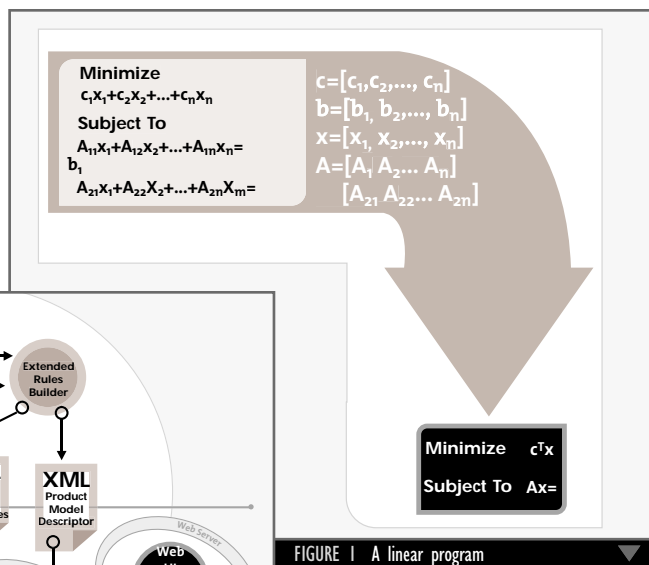 Minimize
c₁x₁+c₂x₂+...+cₙxₙ
Subject To
A₁₁x₁+A₁₂x₂+...+A₁ₙxₙ=
b₁
A₂₁x₁+A₂₂X₂+...+A₂ₙXₘ=
c=[c₁,c₂,..., cₙ]
b=[b₁, b₂,..., bₙ]
x=[x₁, x₂,..., xₙ]
A=[A₁ A₂... Aₙ]
[A₂₁ A₂₂... A₂ₙ]
Minimize cᵀx
Subject To Ax=
FIGURE 1 A linear program
Extended
Rules
Builder
XML
Product
Model
Descriptor
Web Server
Web